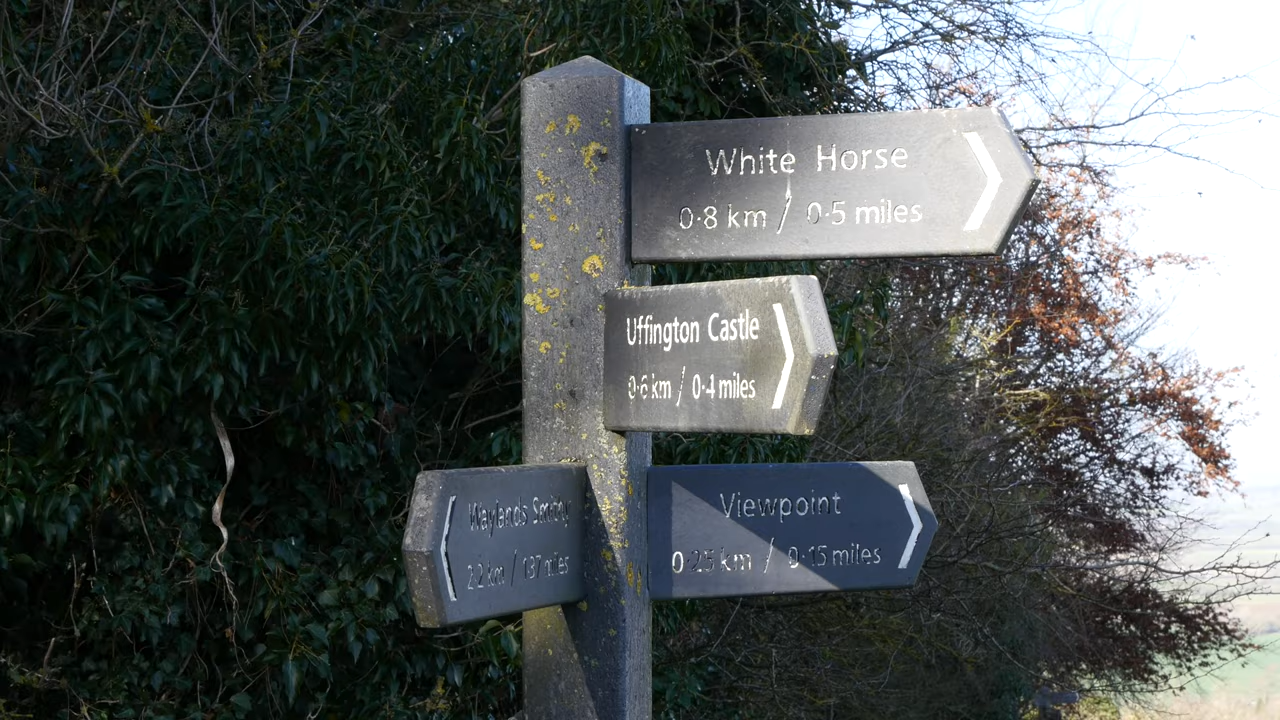 White Horse
0·8 km / 0·5 miles
Uffington Castle
0·6 km / 0·4 miles
Waylands Smithy
2.2 km / 1.37 miles
Viewpoint
0·25 km / 0·15 miles